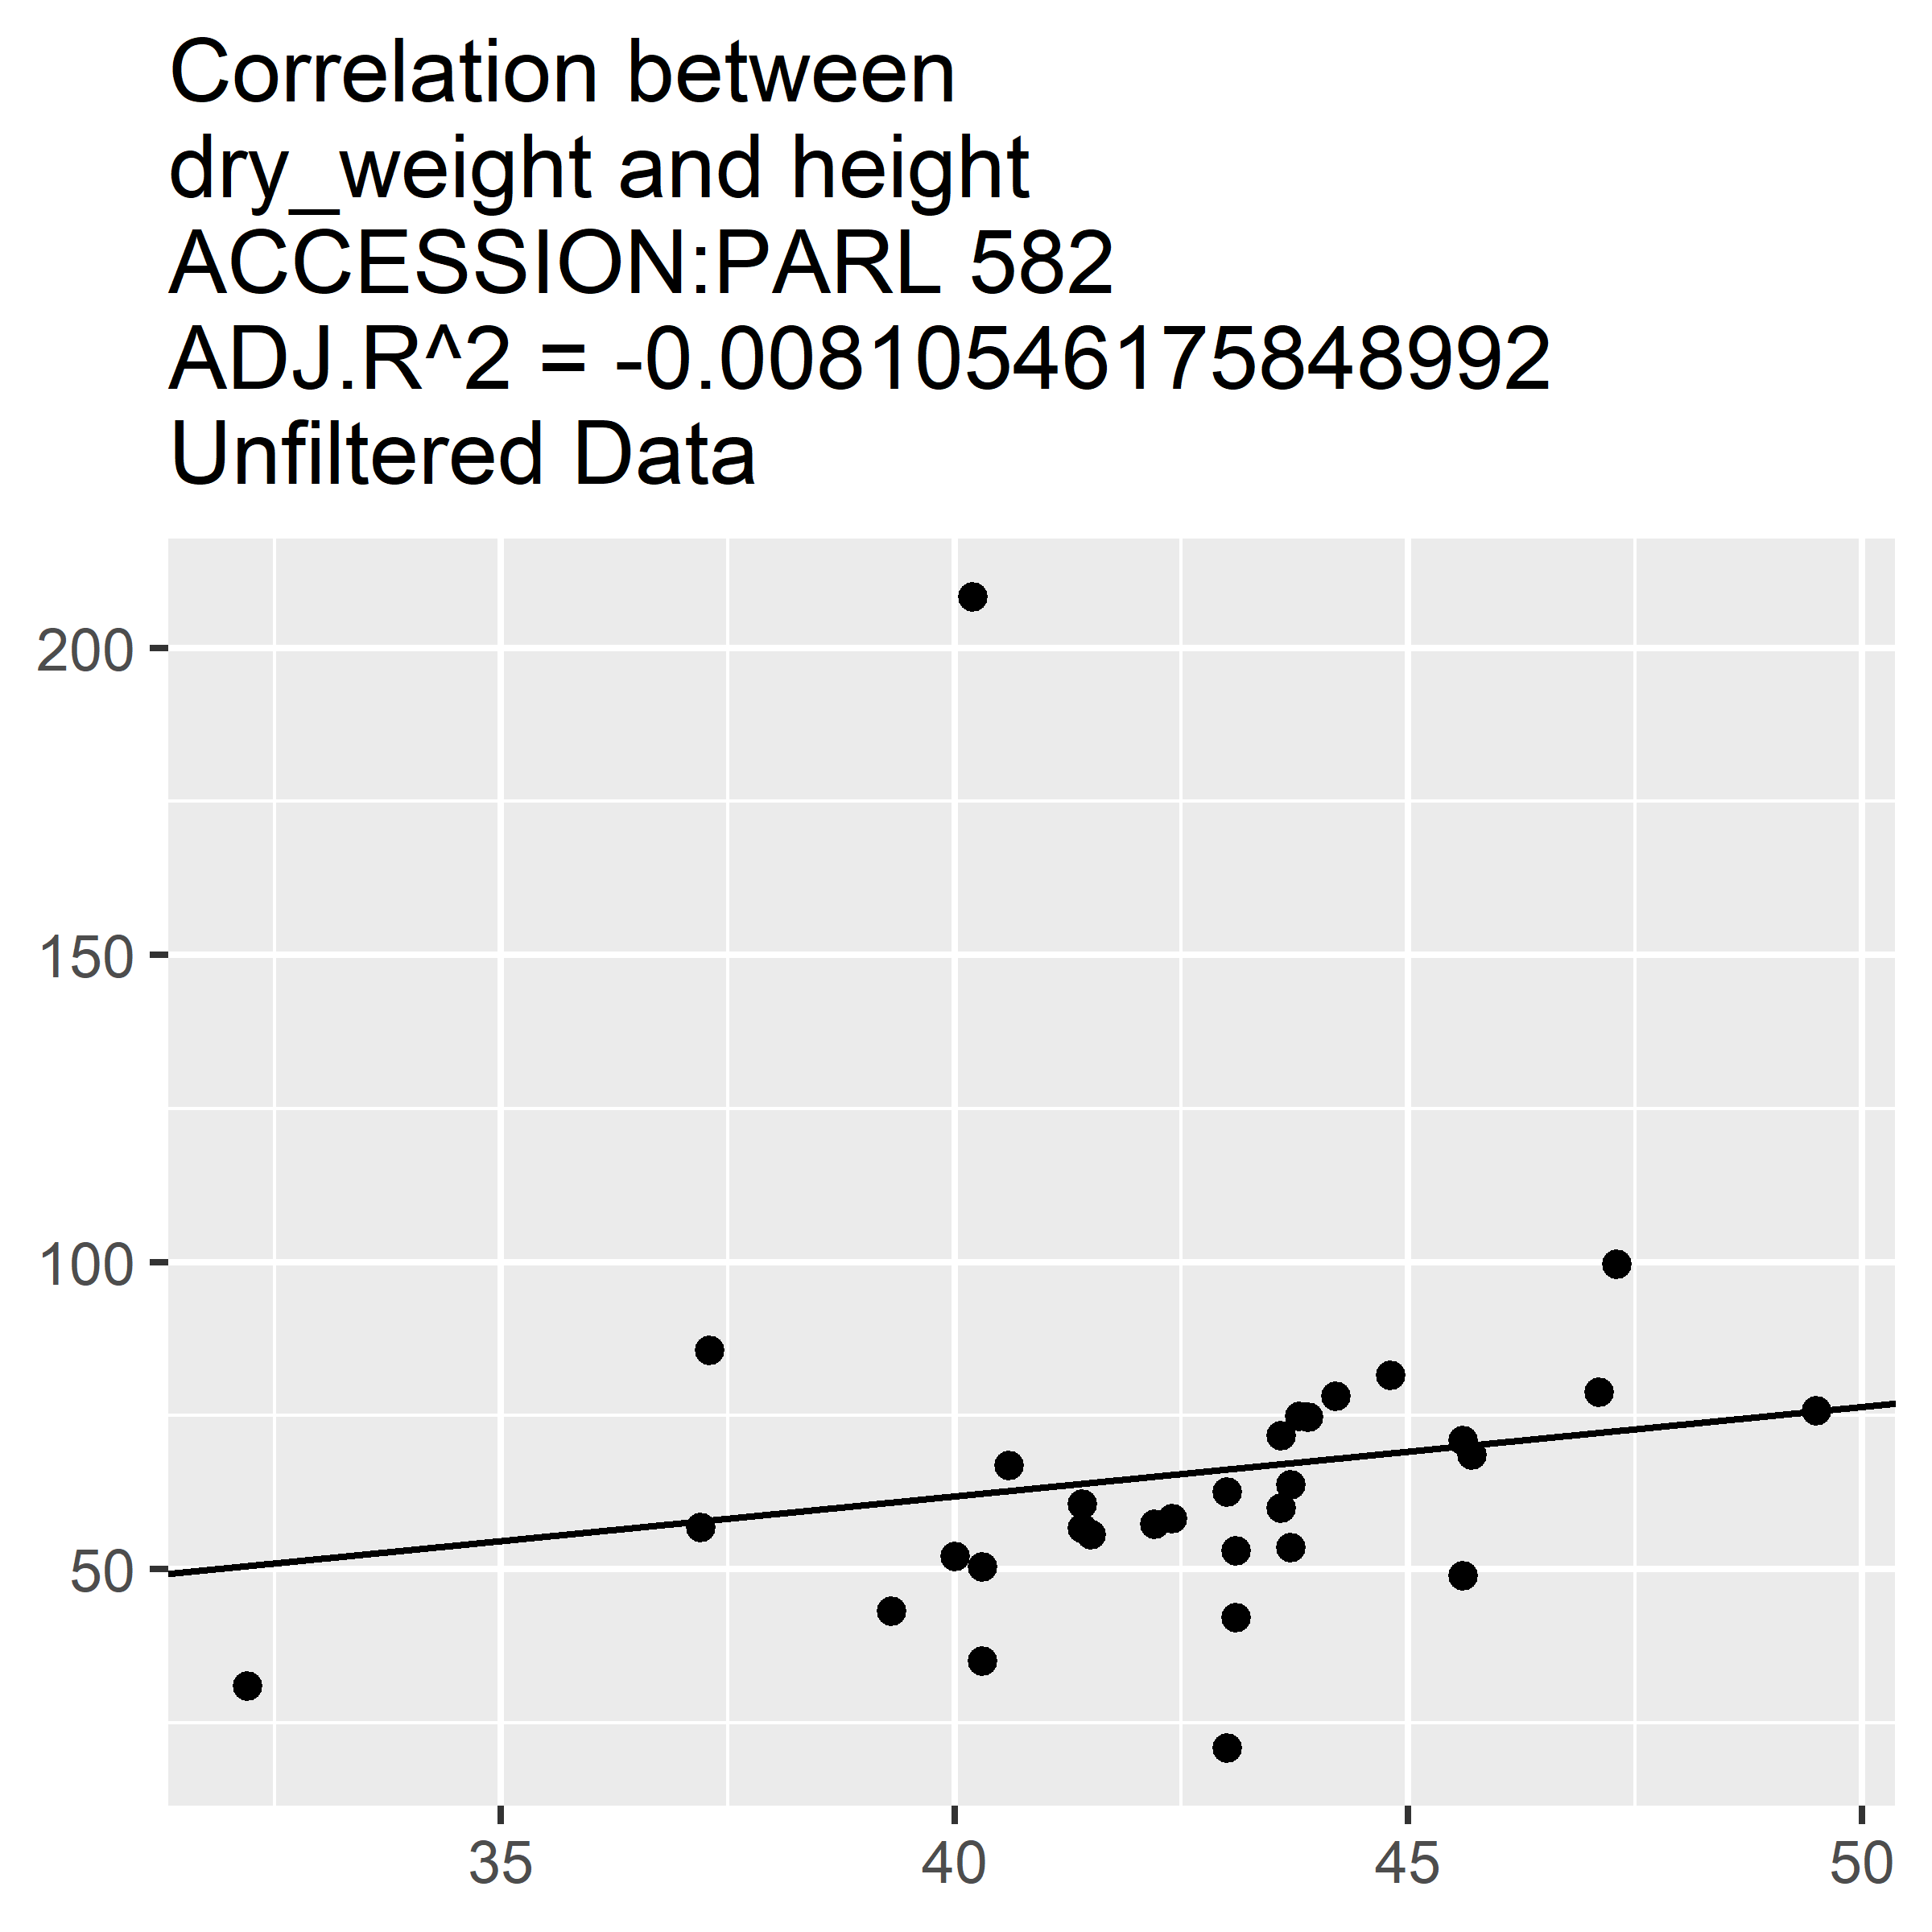 Correlation between
dry_weight and height
ACCESSION:PARL 582
ADJ.R^2 = -0.00810546175848992
Unfiltered Data
200
150
100
50
35 40 45 50